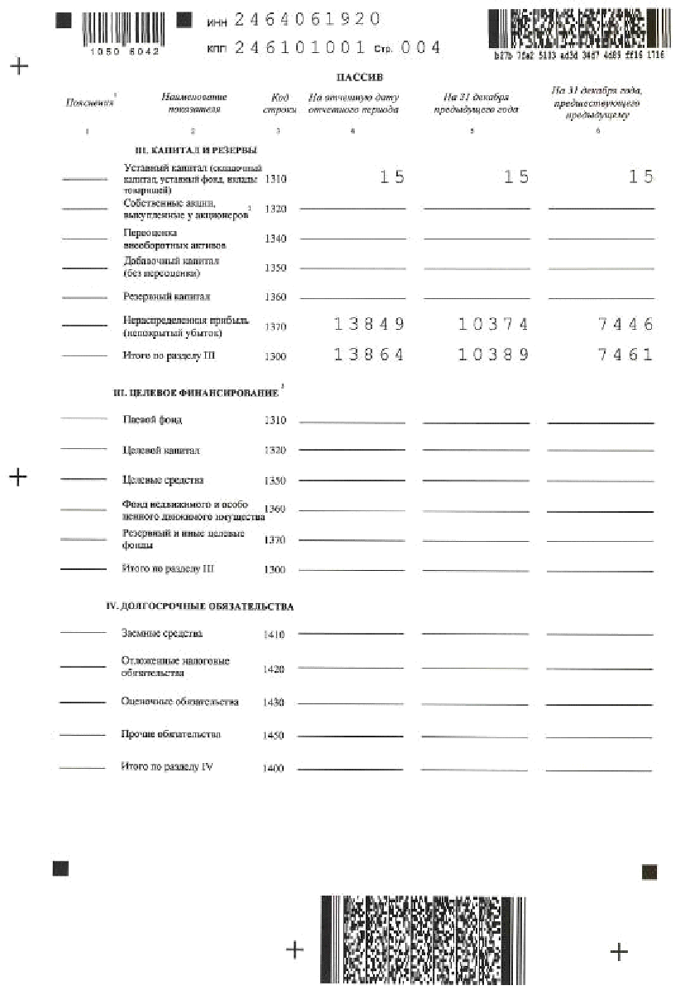 ИНН 2464061920
1050 6042
КПП 246101001 Стр. 004
b27b 7fa2 5183 ad3d 34d7 4d89 ff16 1716
ПАССИВ
Пояснения 1
Наименование показателя
Код строки
На отчетную дату отчетного периода
На 31 декабря предыдущего года
На 31 декабря года, предшествующего предыдущему
1 2 3 4 5 6
III. КАПИТАЛ И РЕЗЕРВЫ
Уставный капитал (складочный
капитал, уставный фонд, вклады 1310 15 15 15
товарищей)
Собственные акции,
выкупленные у акционеров 2 1320
Переоценка
внеоборотных активов 1340
Добавочный капитал
(без переоценки) 1350
Резервный капитал 1360
Нераспределенная прибыль
(непокрытый убыток) 1370 13849 10374 7446
Итого по разделу III 1300 13864 10389 7461
III. ЦЕЛЕВОЕ ФИНАНСИРОВАНИЕ
Паевой фонд 1310
Целевой капитал 1320
Целевые средства 1350
Фонд недвижимого и особо
ценного движимого имущества 1360
Резервный и иные целевые
фонды 1370
Итого по разделу III 1300
IV. ДОЛГОСРОЧНЫЕ ОБЯЗАТЕЛЬСТВА
Заемные средства 1410
Отложенные налоговые
обязательства 1420
Оценочные обязательства 1430
Прочие обязательства 1450
Итого по разделу IV 1400